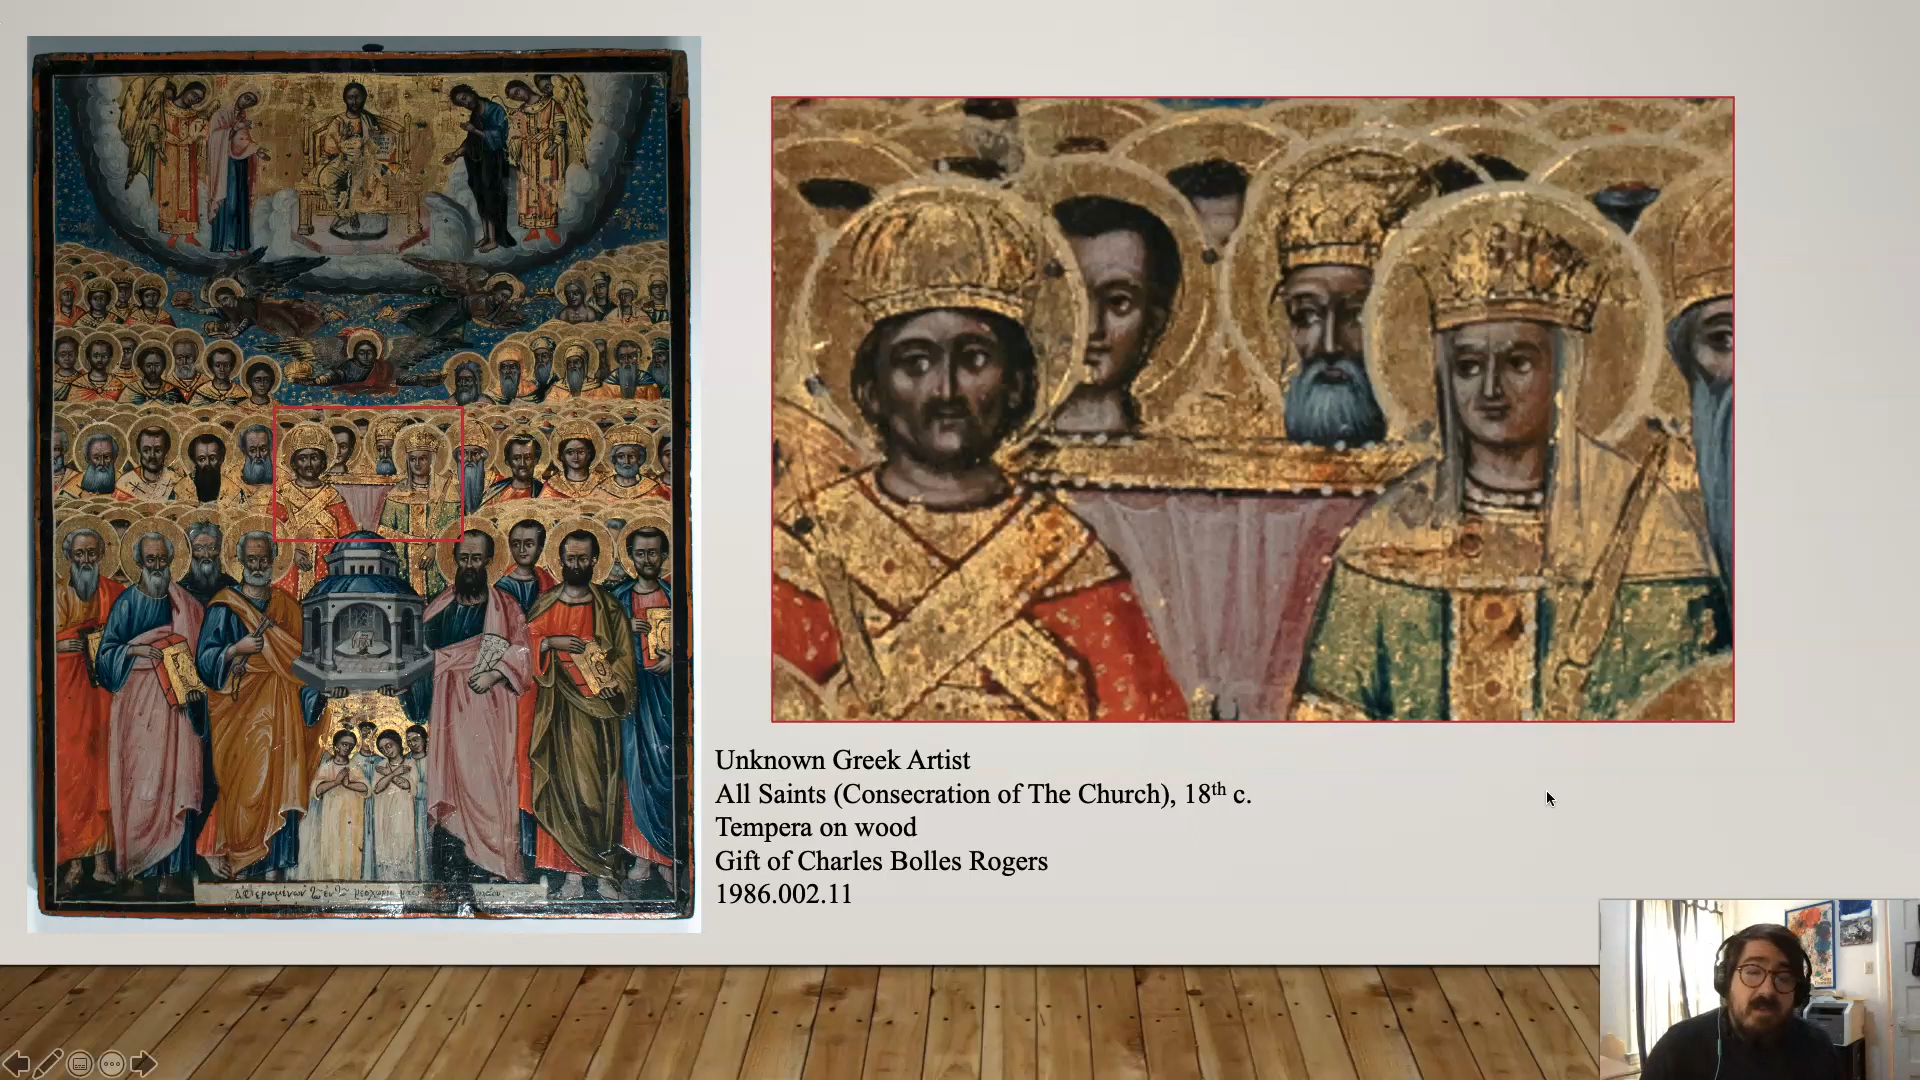 Unknown Greek Artist
All Saints (Consecration of The Church), 18th c.
Tempera on wood
Gift of Charles Bolles Rogers
1986.002.11